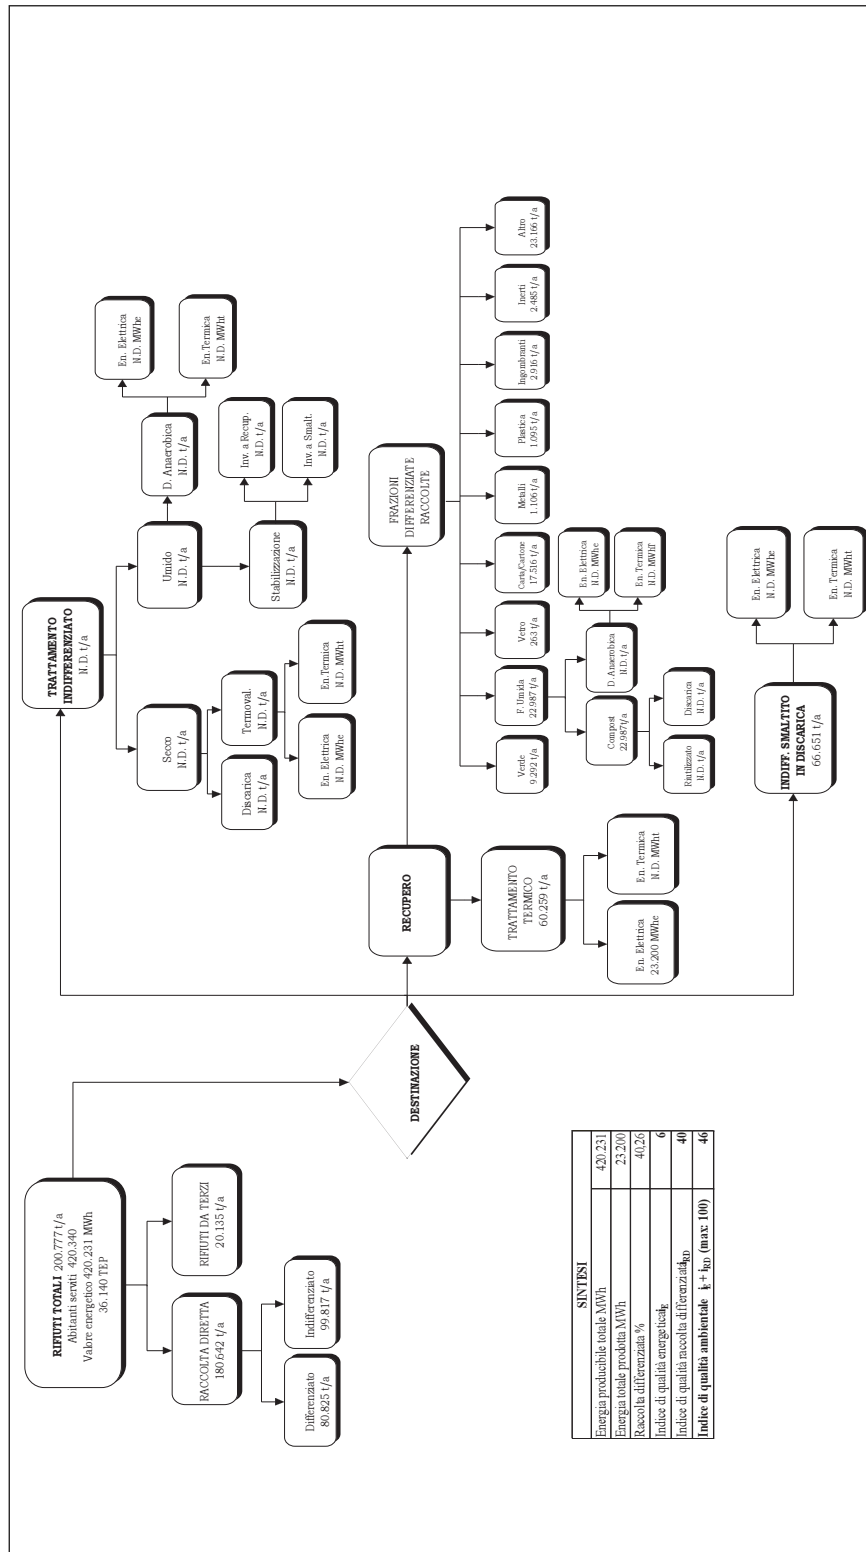 RIFIUTI TOTALI 200.777 t/a
Abitanti serviti 420.340
Valore energetico 420.231 MWh
36.140 TEP
RACCOLTA DIRETTA
180.642 t/a
RIFIUTI DA TERZI
20.135 t/a
Differenziato
80.825 t/a
Indifferenziato
99.817 t/a
DESTINAZIONE
TRATTAMENTO
INDIFFERENZIATO
N.D. t/a
Secco
N.D. t/a
Umido
N.D. t/a
Discarica
N.D. t/a
Termoval.
N.D. t/a
En. Elettrica
N.D. MWhe
En.Termica
N.D. MWht
Stabilizzazione
N.D. t/a
D. Anaerobica
N.D. t/a
Inv. a Recup.
N.D. t/a
Inv. a Smalt.
N.D. t/a
En. Elettrica
N.D. MWhe
En.Termica
N.D. MWht
RECUPERO
TRATTAMENTO
TERMICO
60.259 t/a
En. Elettrica
23.200 MWhe
En. Termica
N.D. MWht
FRAZIONI
DIFFERENZIATE
RACCOLTE
Verde
9.292 t/a
F. Umida
22.987 t/a
Vetro
263 t/a
Carta/Cartone
17.516 t/a
Metalli
1.106 t/a
Plastica
1.095 t/a
Ingombranti
2.916 t/a
Inerti
2.485 t/a
Altro
23.166 t/a
Compost
22.987t/a
D. Anaerobica
N.D. t/a
Riutilizzato
N.D. t/a
Discarica
N.D. t/a
En. Elettrica
N.D. MWhe
En. Termica
N.D. MWhT
INDIFF. SMALTITO
IN DISCARICA
66.651 t/a
En. Elettrica
N.D. MWhe
En. Termica
N.D. MWht
SINTESI
Energia producibile totale MWh 420.231
Energia totale prodotta MWh 23.200
Raccolta differenziata % 40,26
Indice di qualità energetica iE 6
Indice di qualità raccolta differenziata iRD 40
Indice di qualità ambientale iE + iRD (max: 100) 46